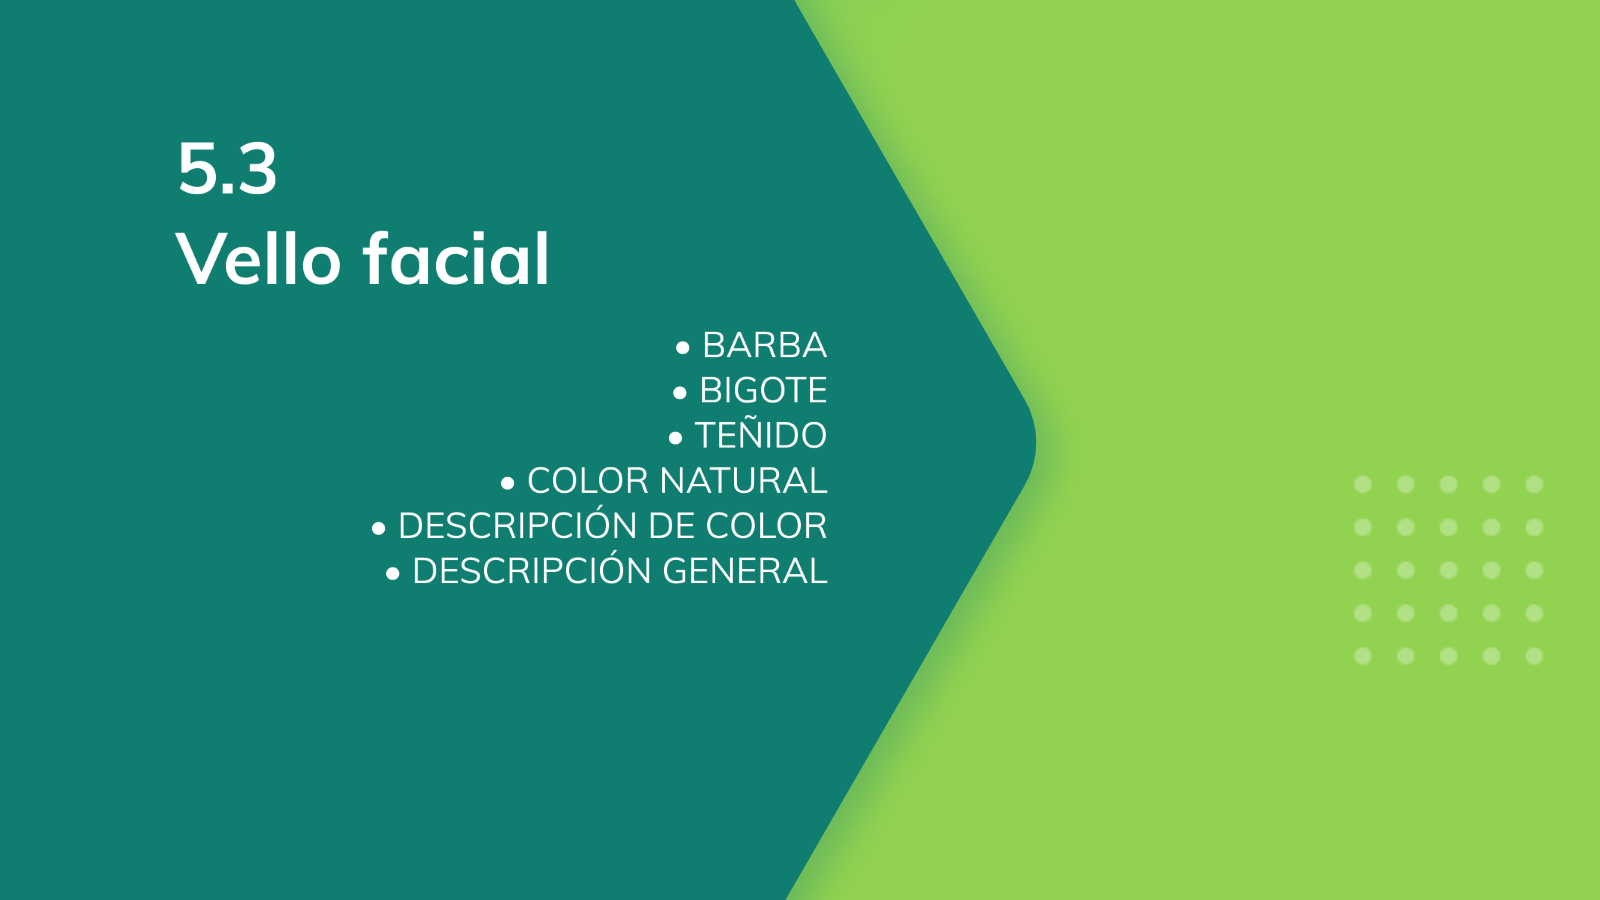 5.3
Vello facial
• BARBA
• BIGOTE
• TEÑIDO
• COLOR NATURAL
• DESCRIPCIÓN DE COLOR
• DESCRIPCIÓN GENERAL